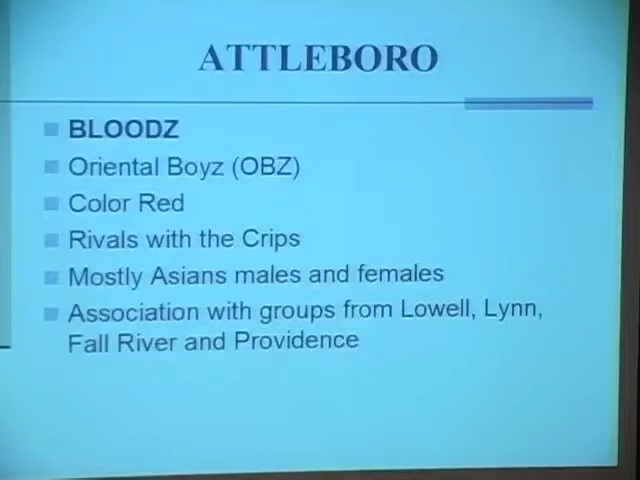 ATTLEBORO
BLOODZ
Oriental Boyz (OBZ)
Color Red
Rivals with the Crips
Mostly Asians males and females
Association with groups from Lowell, Lynn,
Fall River and Providence